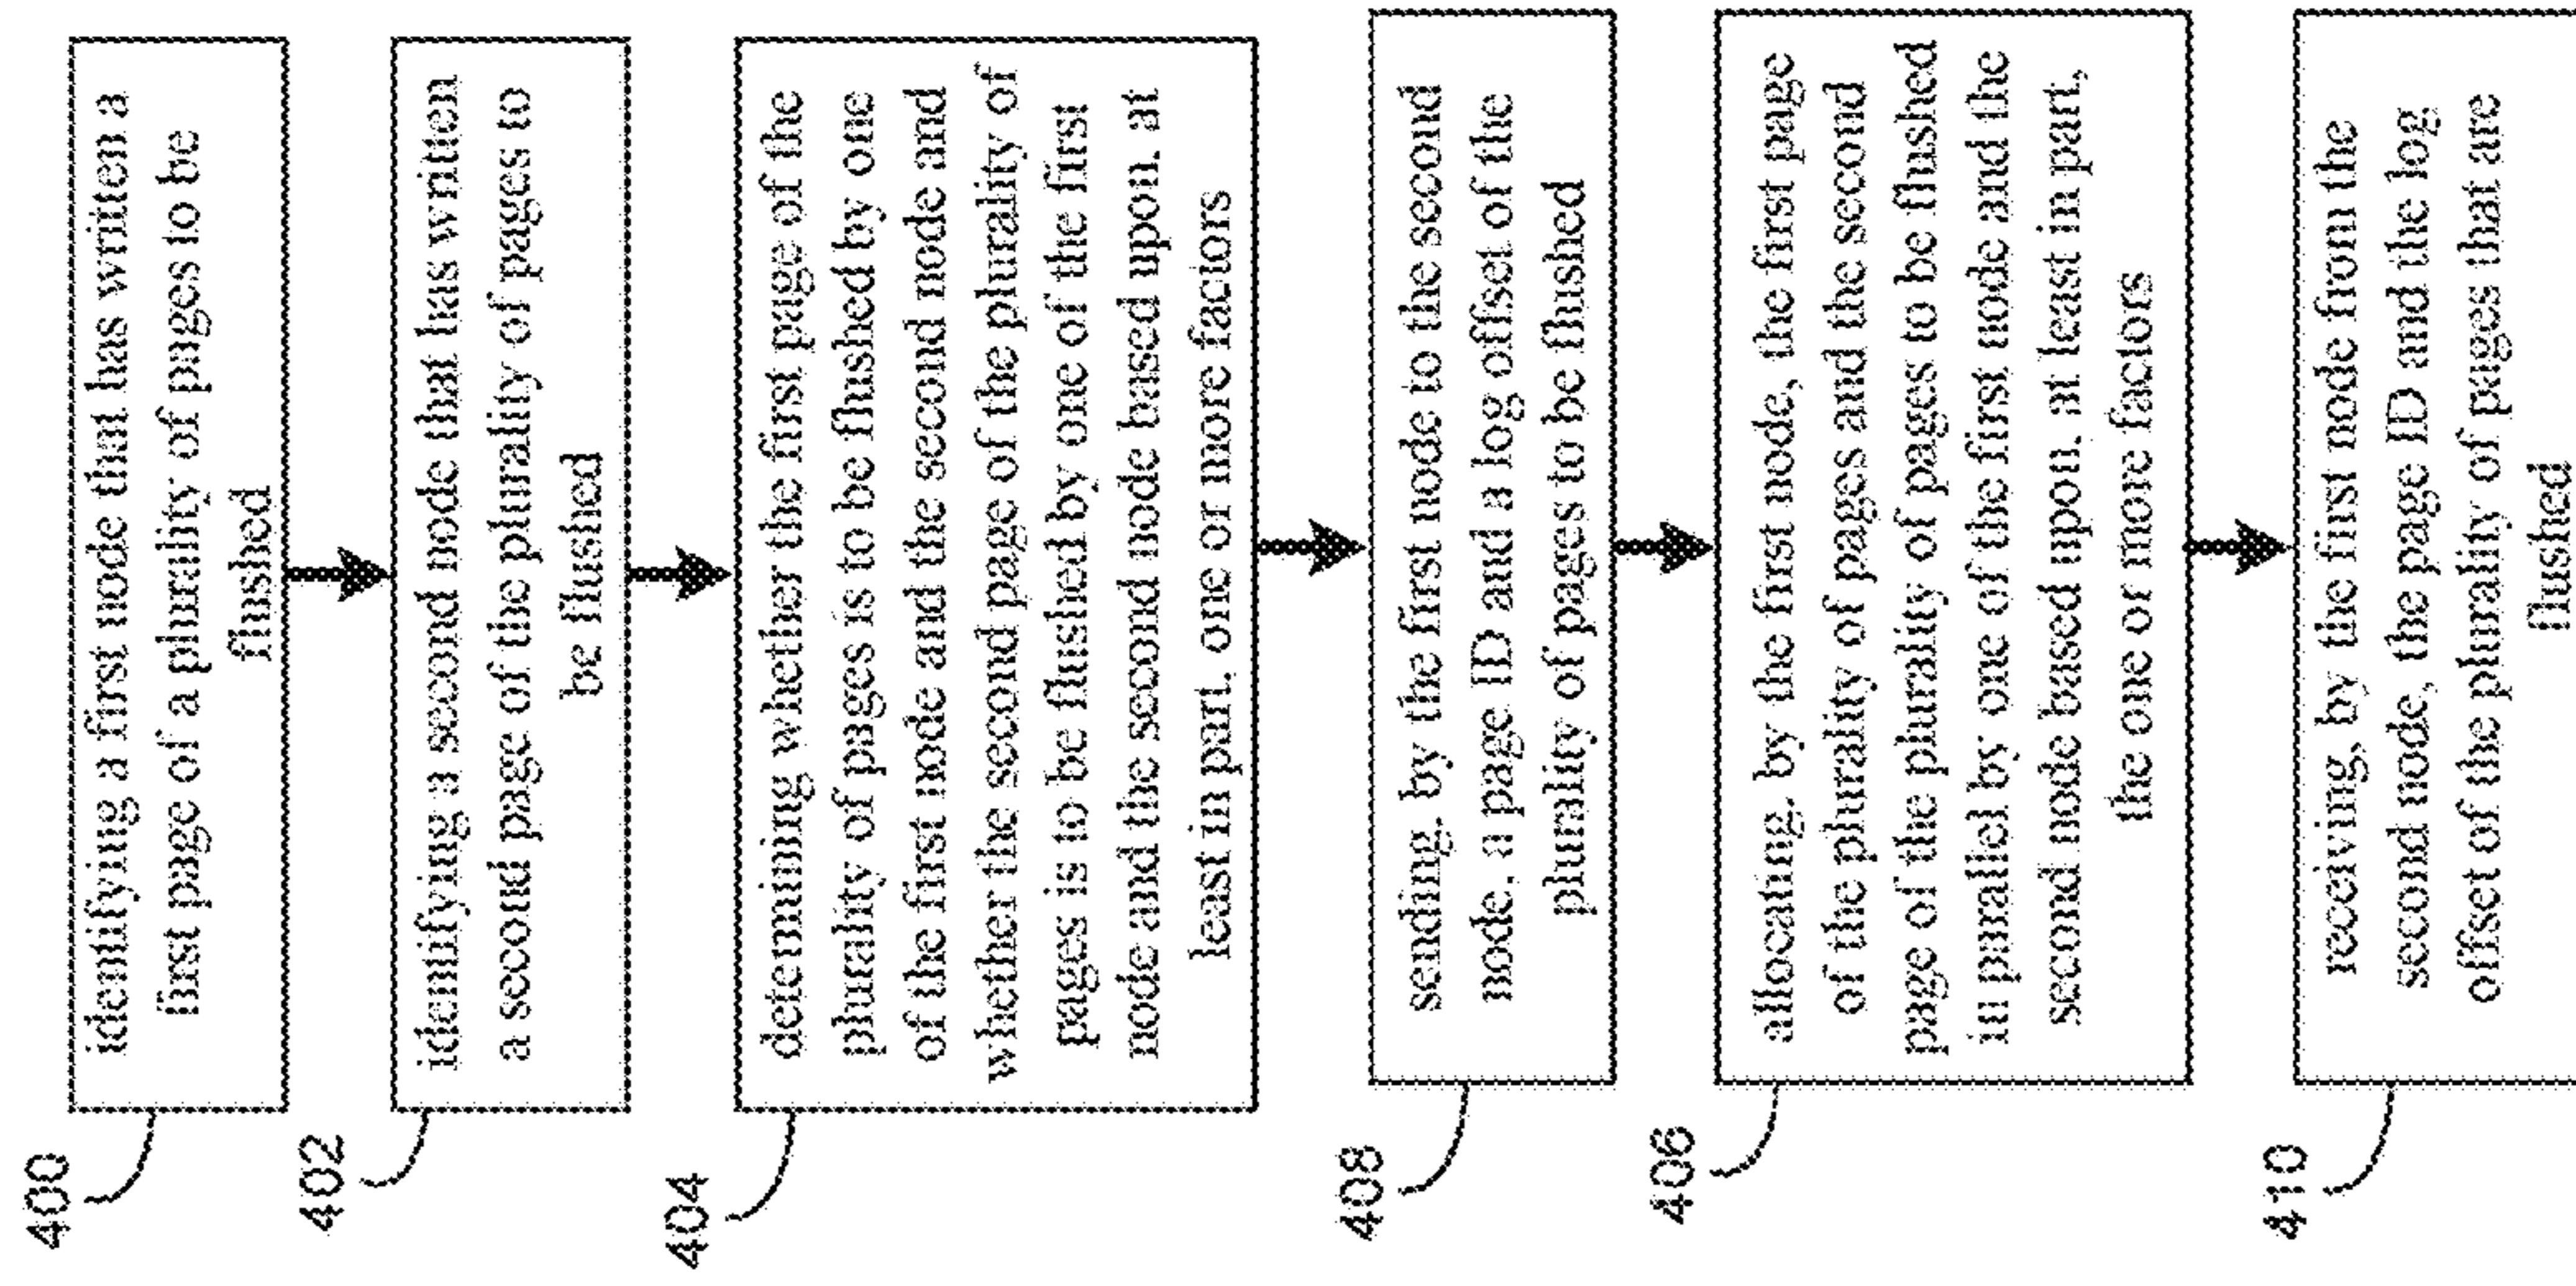 400
identifying a first node that has written a
first page of a plurality of pages to be
flushed
402
identifying a second node that has written
a second page of the plurality of pages to
be flushed
404
determining whether the first page of the
plurality of pages is to be flushed by one
of the first node and the second node and
whether the second page of the plurality of
pages is to be flushed by one of the first
node and the second node based upon, at
least in part, one or more factors
408
sending, by the first node to the second
node, a page ID and a log offset of the
plurality of pages to be flushed
406
allocating, by the first node, the first page
of the plurality of pages and the second
page of the plurality of pages to be flushed
in parallel by one of the first node and the
second node based upon, at least in part,
the one or more factors
410
receiving, by the first node from the
second node, the page ID and the log
offset of the plurality of pages that are
flushed